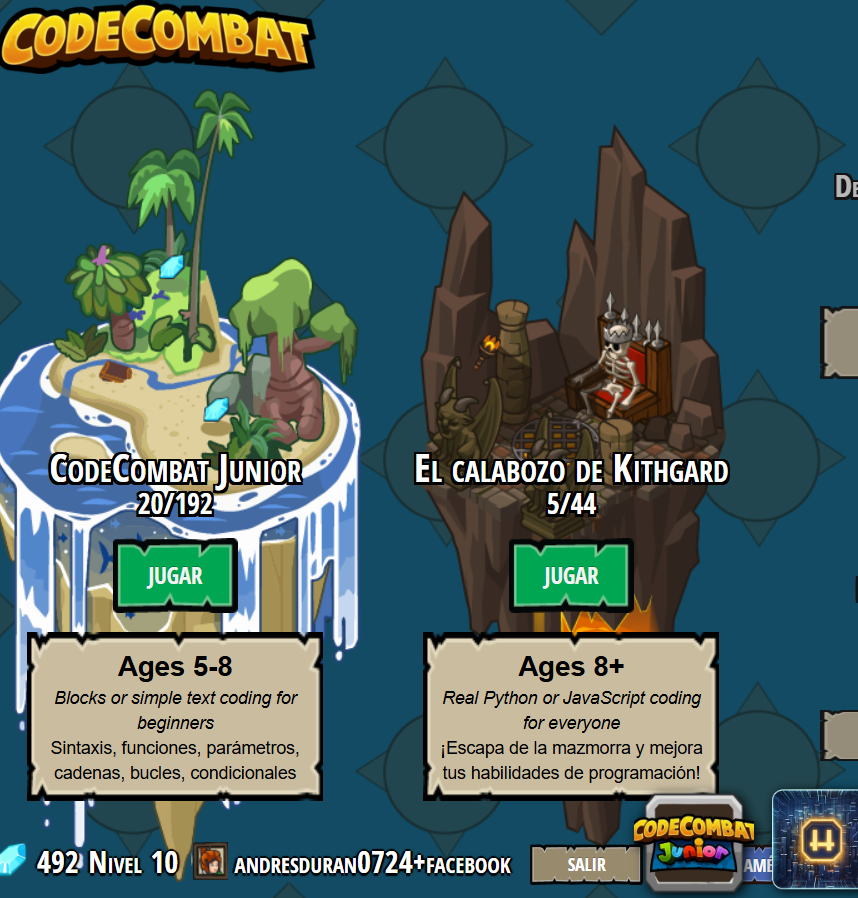 CODECOMBAT
CODECOMBAT JUNIOR
20/192
JUGAR
Ages 5-8
Blocks or simple text coding for
beginners
Sintaxis, funciones, parámetros,
cadenas, bucles, condicionales
EL CALABOZO DE KITHGARD
5/44
JUGAR
Ages 8+
Real Python or JavaScript coding
for everyone
¡Escapa de la mazmorra y mejora
tus habilidades de programación!
492 NIVEL 10
ANDRESDURAN0724+FACEBOOK
SALIR
CODECOMBAT
Junior